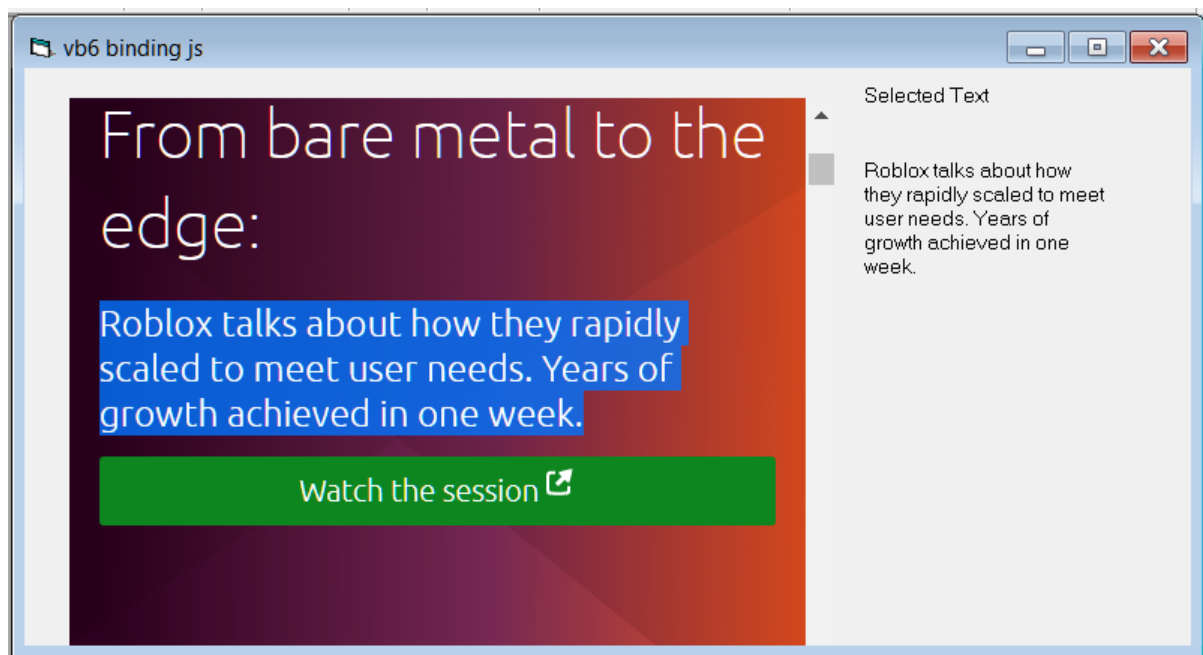 vb6 binding js
From bare metal to the
edge:
Roblox talks about how they rapidly
scaled to meet user needs. Years of
growth achieved in one week.
Watch the session
Selected Text
Roblox talks about how
they rapidly scaled to meet
user needs. Years of
growth achieved in one
week.